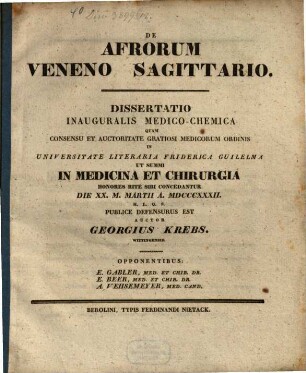 DE
AFRORUM
VENENO SAGITTARIO.
DISSERTATIO
INAUGURALIS MEDICO-CHEMICA
QUAM
CONSENSU ET AUCTORITATE GRATIOSI MEDICORUM ORDINIS
IN
UNIVERSITATE LITERARIA FRIDERICA GUILELMA
UT SUMMI
IN MEDICINA ET CHIRURGIA
HONORES RITE SIBI CONCEDANTUR
DIE XX. M. MARTII A. MDCCCXXXII.
H. L. Q. S.
PUBLICE DEFENSURUS EST
AUCTOR
GEORGIUS KREBS,
OPPONENTIBUS:
E. GABLER, MED. ET CHIR. DR.
E. BEER, MED. ET CHIR. DR.
A. VEHSEMEYER, MED. CAND.
BEROLINI, TYPIS FERDINANDI NIETACK.